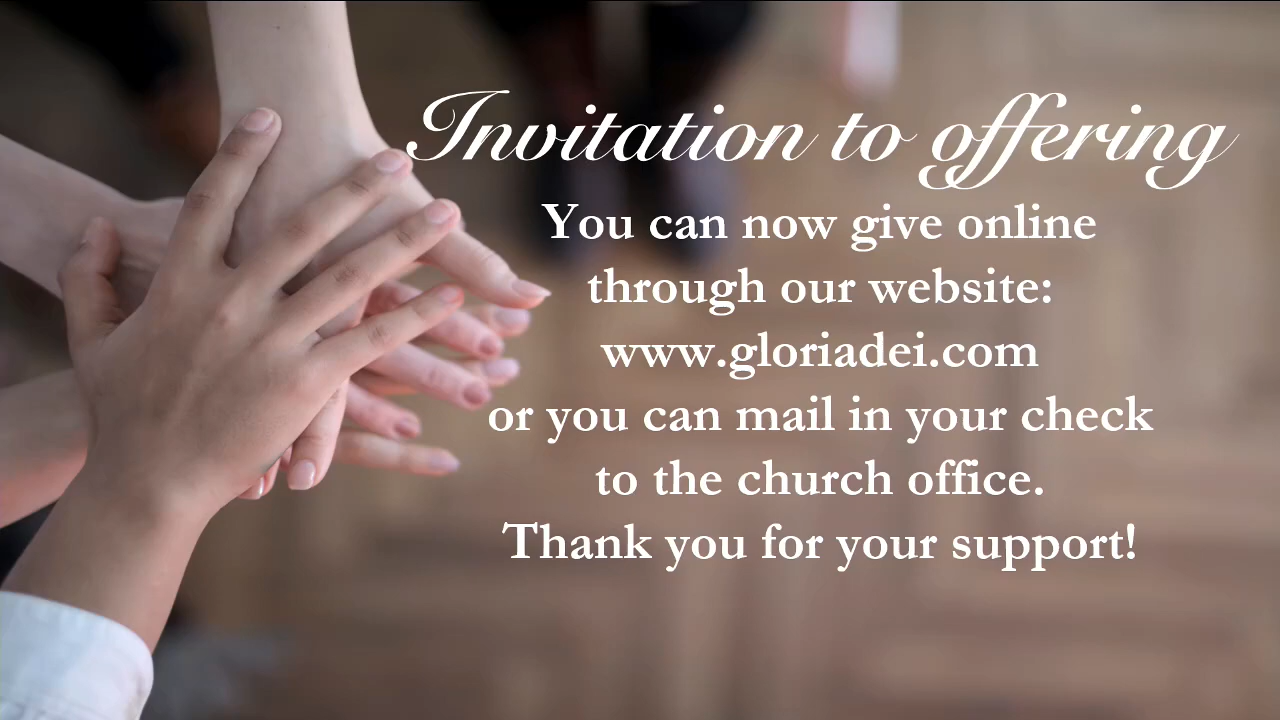 Invitation to offering
You can now give online
through our website:
www.gloriadei.com
or you can mail in your check
to the church office.
Thank you for your support!